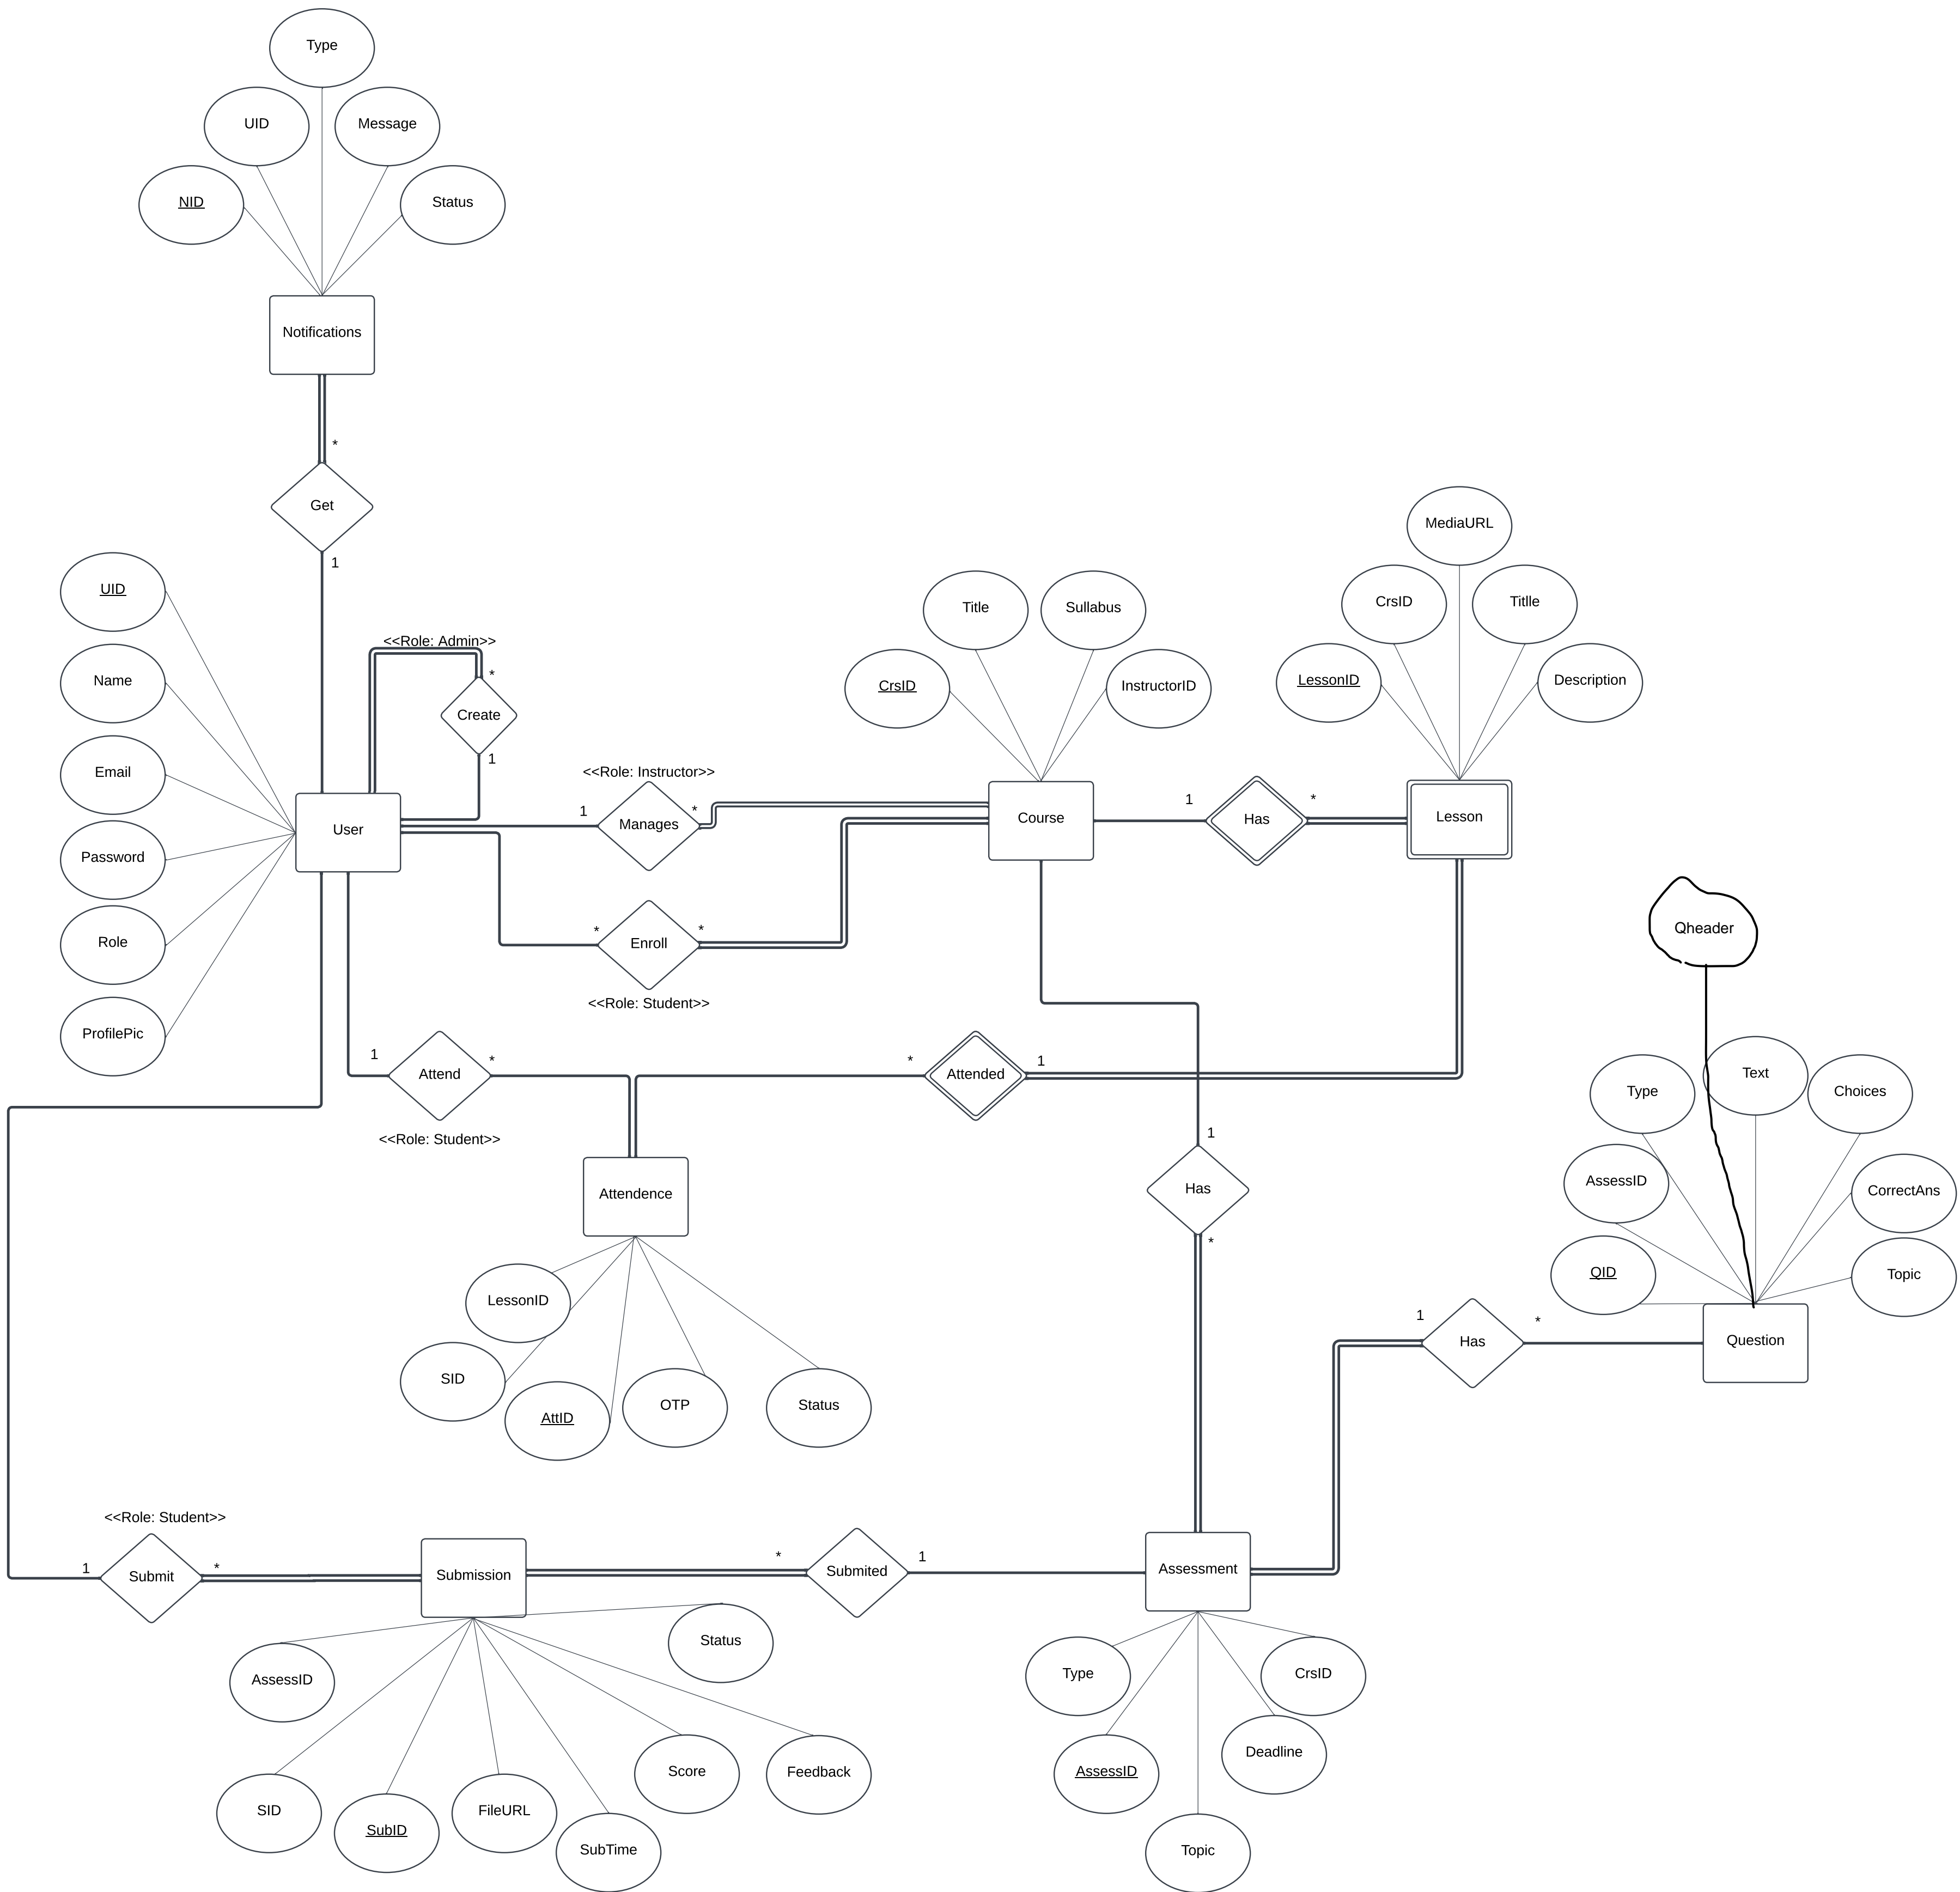 Type
UID
Message
NID
Status
Notifications
*
Get
1
MediaURL
UID
Title
Sullabus
CrsID
Titlle
<<Role: Admin>>
Name
*
CrsID
InstructorID
LessonID
Description
Create
1
Email
<<Role: Instructor>>
1
*
User
Manages
Course
1
Has
*
Lesson
Password
Role
*
Enroll
*
<<Role: Student>>
Qheader
ProfilePic
1
Attend
*
<<Role: Student>>
*
Attended
1
Type
Text
Choices
1
Has
*
Attendence
AssessID
CorrectAns
QID
Topic
LessonID
SID
AttID
OTP
Status
1
Has
*
Question
<<Role: Student>>
1
Submit
*
Submission
*
Submited
1
Assessment
Status
AssessID
Type
CrsID
SID
SubID
FileURL
SubTime
Score
Feedback
AssessID
Deadline
Topic